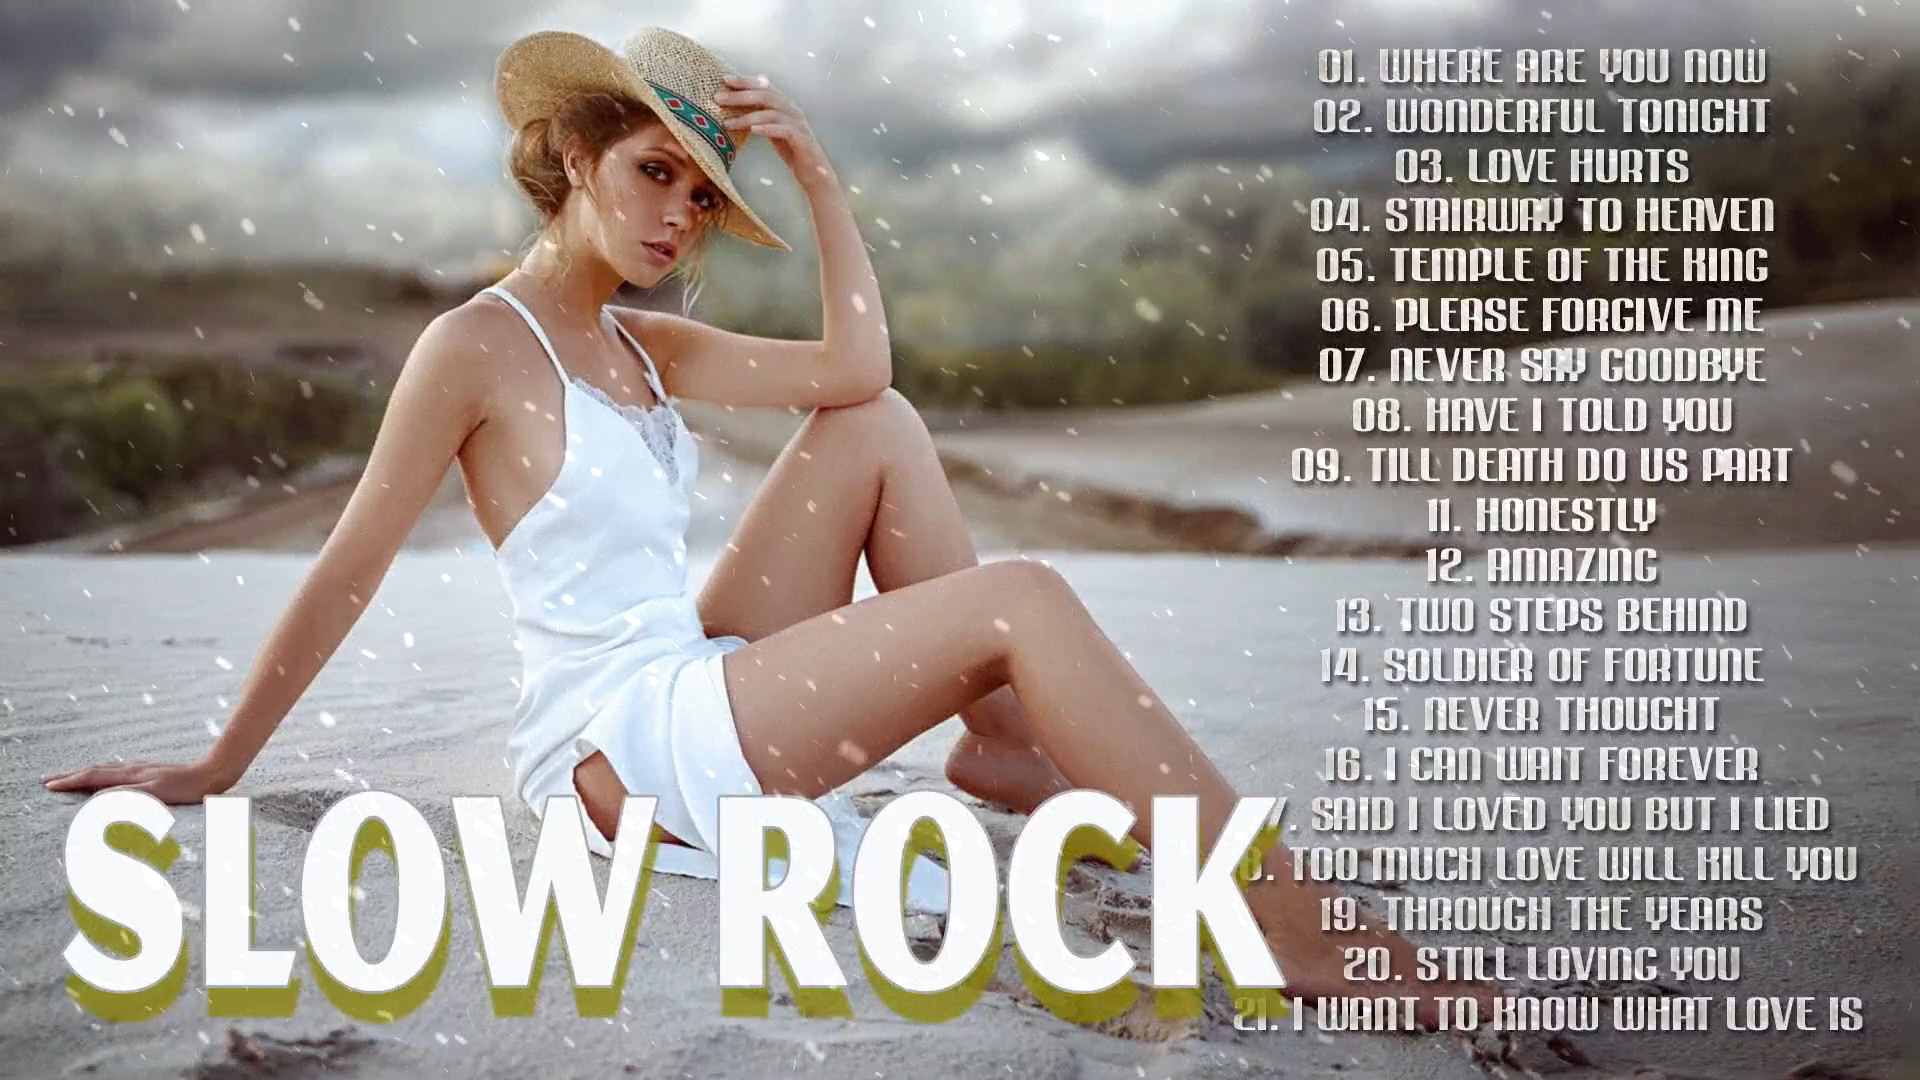 01. WHERE ARE YOU NOW
02. WONDERFUL TONIGHT
03. LOVE HURTS
04. STAIRWAY TO HEAVEN
05. TEMPLE OF THE KING
06. PLEASE FORGIVE ME
07. NEVER SAY GOODBYE
08. HAVE I TOLD YOU
09. TILL DEATH DO US PART
11. HONESTLY
12. AMAZING
13. TWO STEPS BEHIND
14. SOLDIER OF FORTUNE
15. NEVER THOUGHT
16. I CAN WAIT FOREVER
7. SAID I LOVED YOU BUT I LIED
8. TOO MUCH LOVE WILL KILL YOU
19. THROUGH THE YEARS
20. STILL LOVING YOU
21. I WANT TO KNOW WHAT LOVE IS
SLOW ROCK